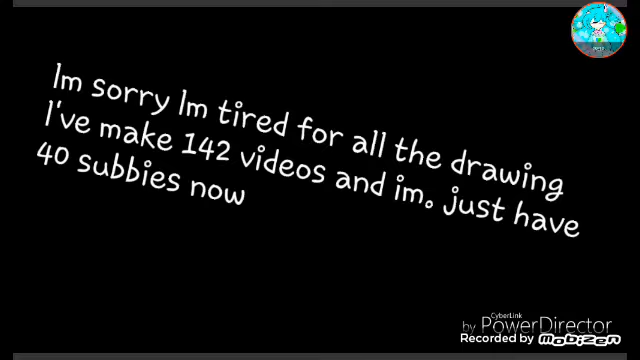 Im sorry Im tired for all the drawing
I've make 142 videos and im. just have
40 subbies now
CyberLink
by PowerDirector
Recorded by mobizen